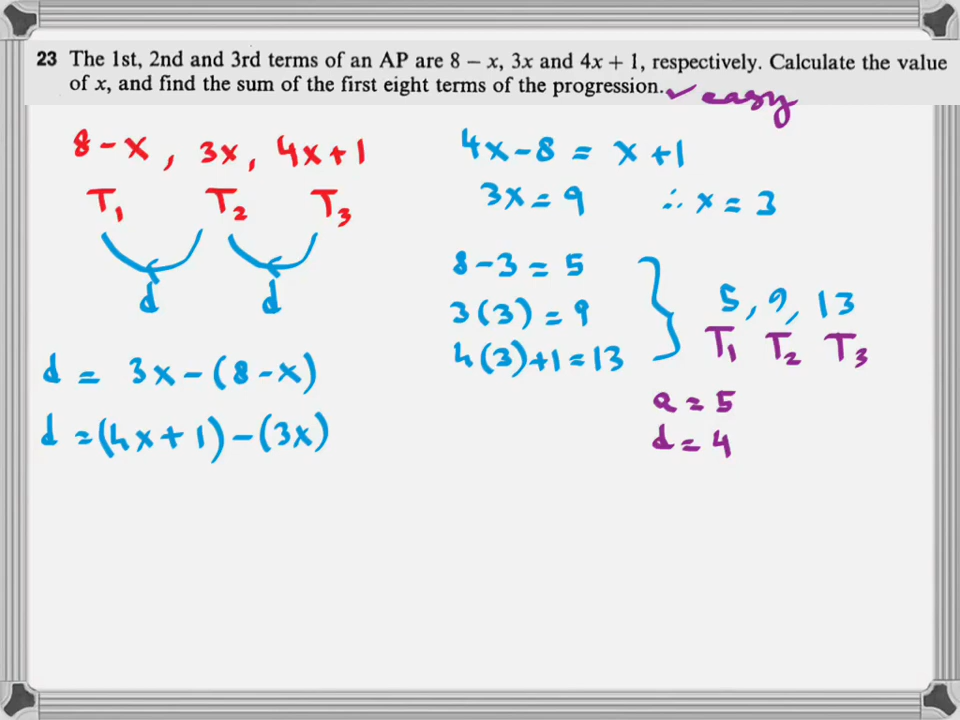 23 The 1st, 2nd and 3rd terms of an AP are 8 − x, 3x and 4x + 1, respectively. Calculate the value
of x, and find the sum of the first eight terms of the progression. ✓ easy
8 - x , 3x , 4x + 1
T₁ T₂ T₃
d d
d = 3x - (8 - x)
d = (4x + 1) - (3x)
4x - 8 = x + 1
3x = 9 ∴ x = 3
8 - 3 = 5
3(3) = 9
4(3) + 1 = 13
} 5, 9, 13
T₁ T₂ T₃
a = 5
d = 4